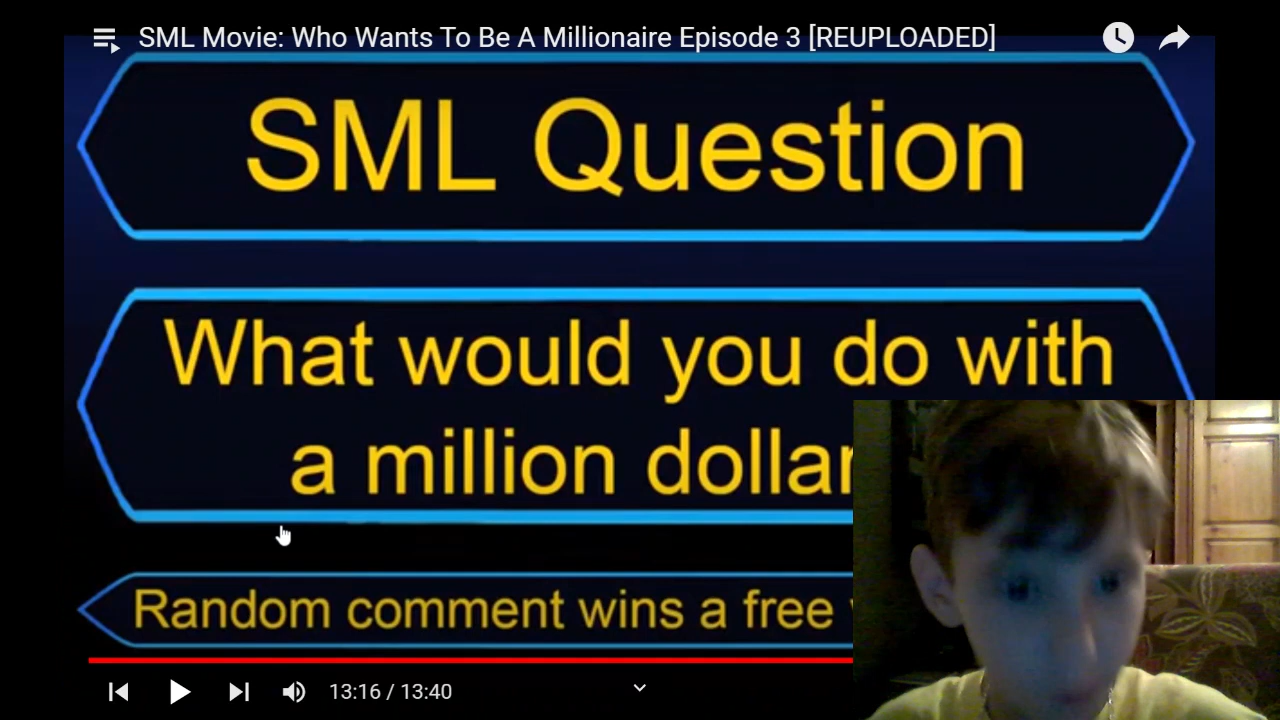 SML Movie: Who Wants To Be A Millionaire Episode 3 [REUPLOADED]
SML Question
What would you do with
a million dollar
Random comment wins a free
13:16 / 13:40